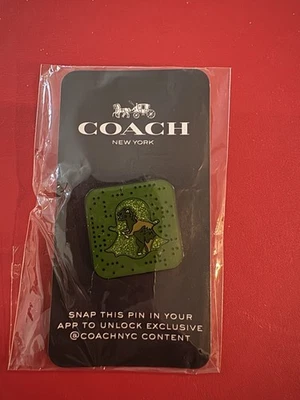 COACH
NEW YORK
SNAP THIS PIN IN YOUR
APP TO UNLOCK EXCLUSIVE
@COACHNYC CONTENT